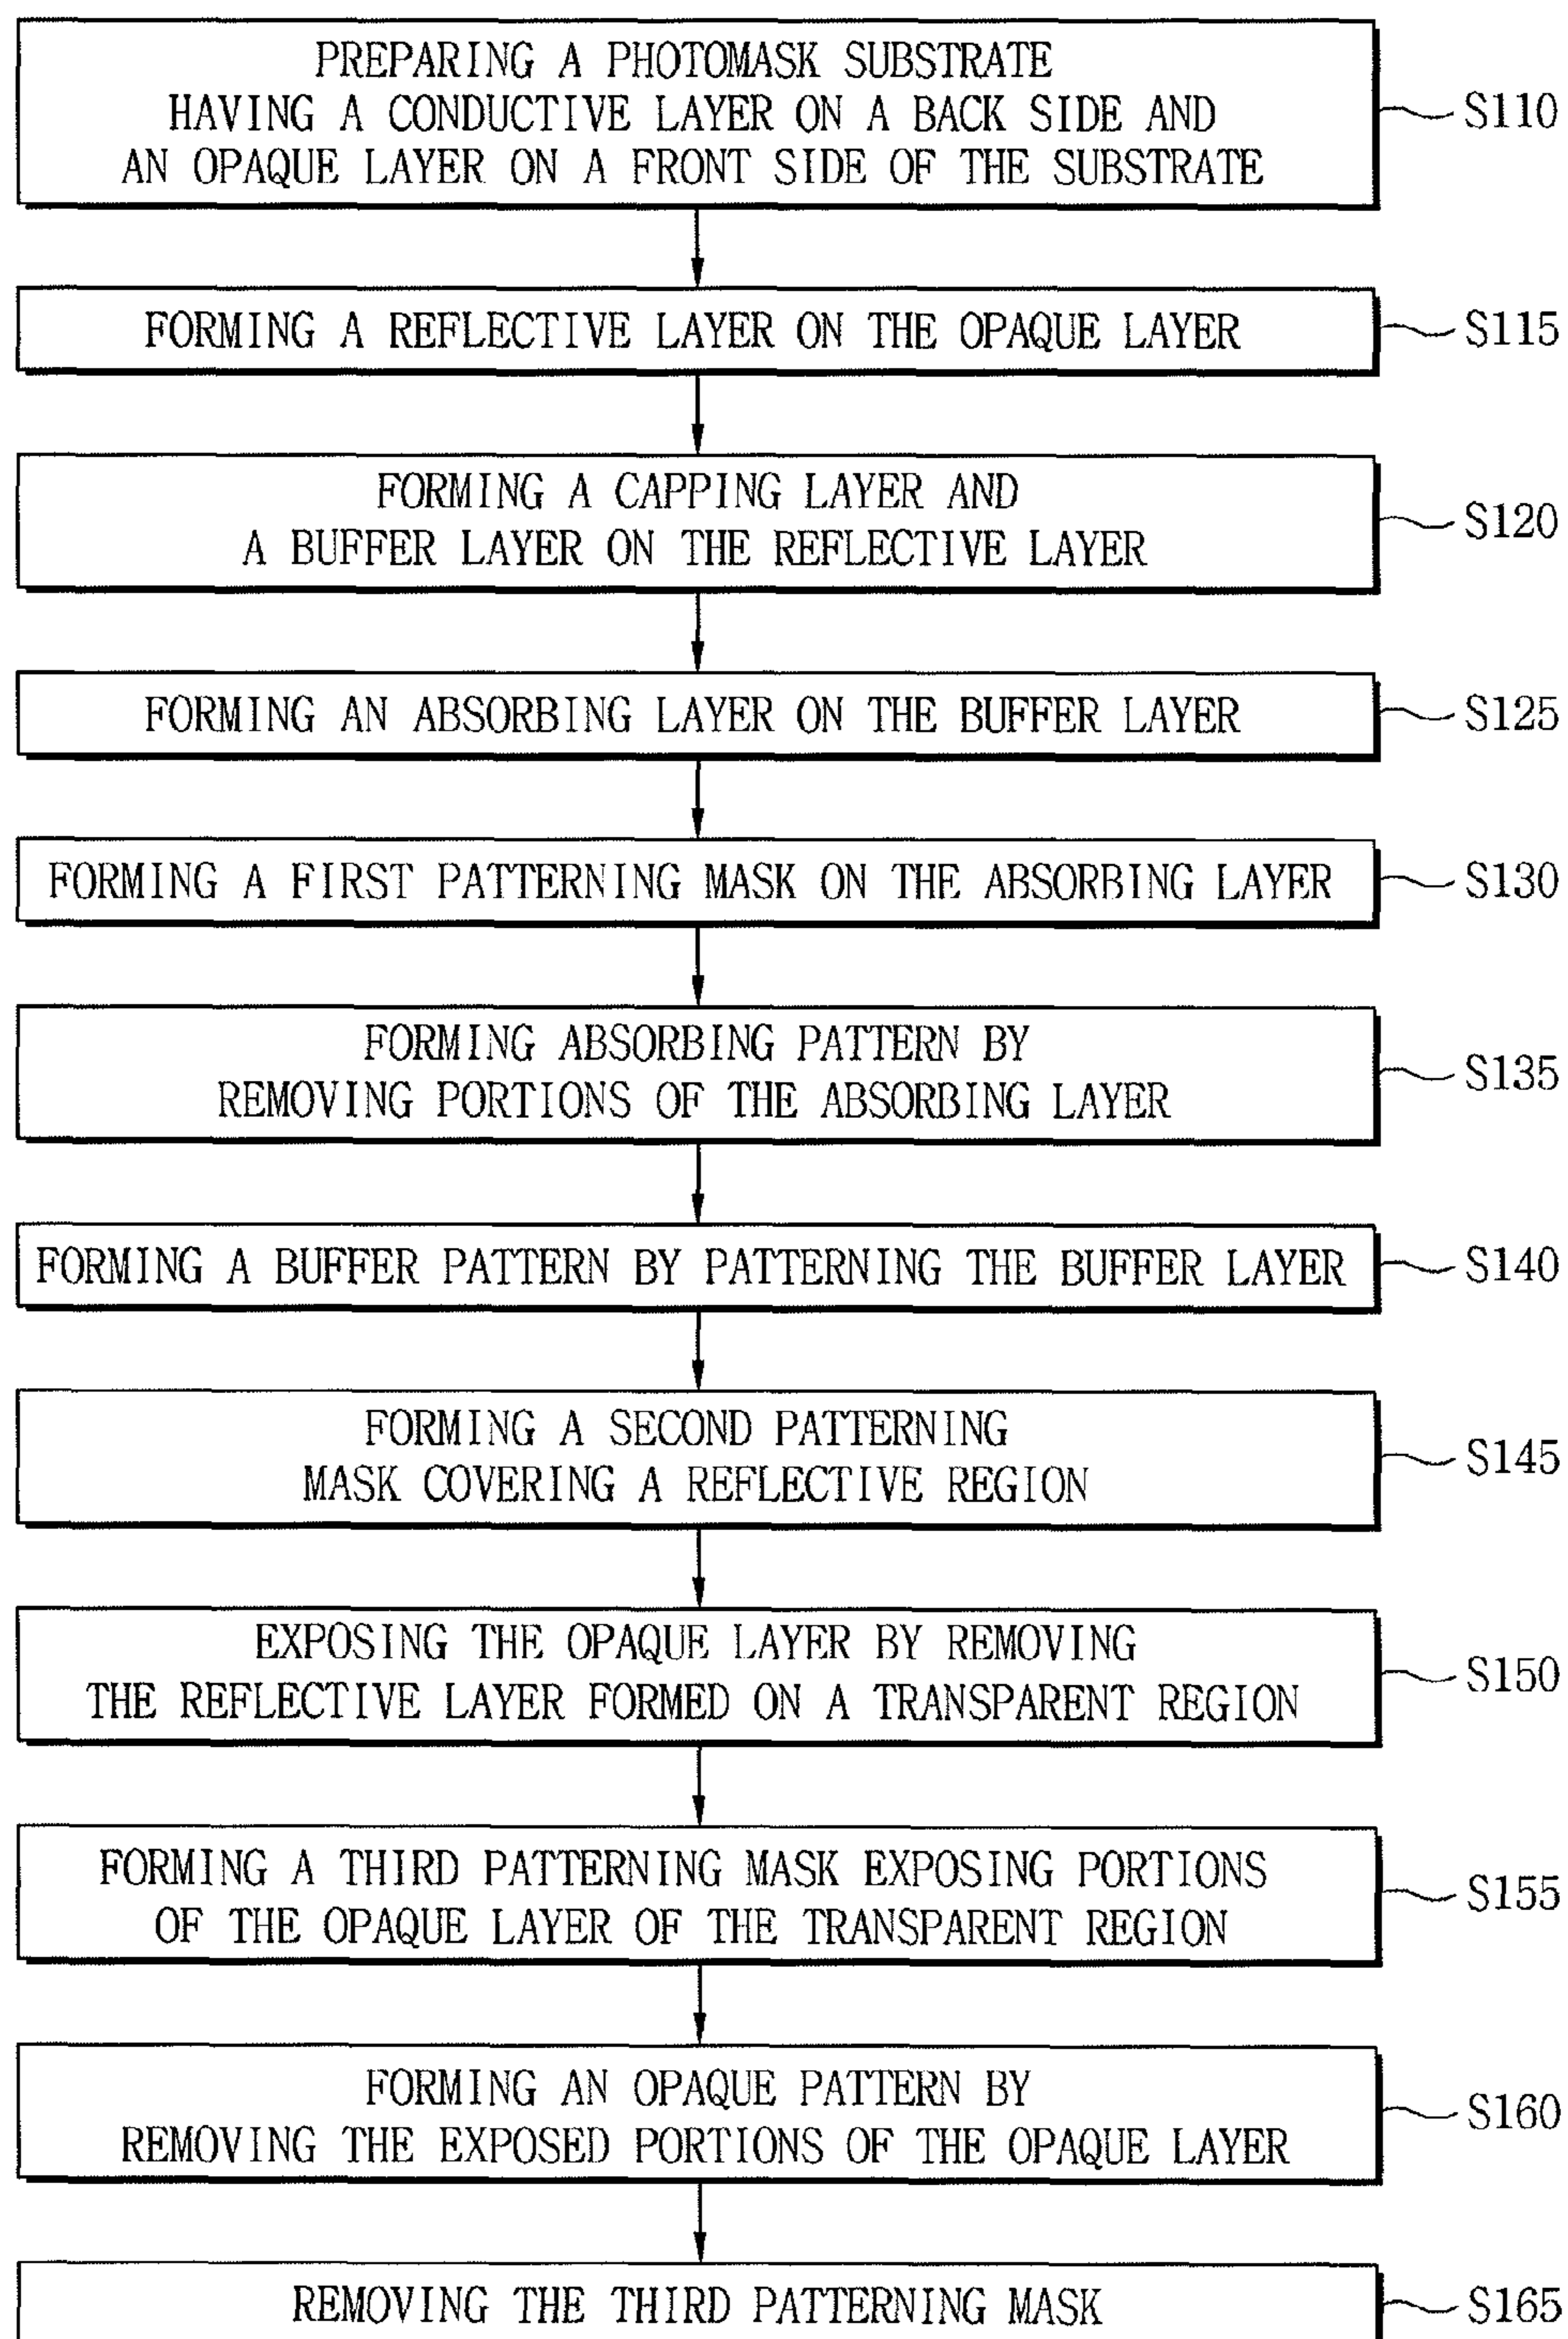 PREPARING A PHOTOMASK SUBSTRATE
HAVING A CONDUCTIVE LAYER ON A BACK SIDE AND
AN OPAQUE LAYER ON A FRONT SIDE OF THE SUBSTRATE
S110
FORMING A REFLECTIVE LAYER ON THE OPAQUE LAYER
S115
FORMING A CAPPING LAYER AND
A BUFFER LAYER ON THE REFLECTIVE LAYER
S120
FORMING AN ABSORBING LAYER ON THE BUFFER LAYER
S125
FORMING A FIRST PATTERNING MASK ON THE ABSORBING LAYER
S130
FORMING ABSORBING PATTERN BY
REMOVING PORTIONS OF THE ABSORBING LAYER
S135
FORMING A BUFFER PATTERN BY PATTERNING THE BUFFER LAYER
S140
FORMING A SECOND PATTERNING
MASK COVERING A REFLECTIVE REGION
S145
EXPOSING THE OPAQUE LAYER BY REMOVING
THE REFLECTIVE LAYER FORMED ON A TRANSPARENT REGION
S150
FORMING A THIRD PATTERNING MASK EXPOSING PORTIONS
OF THE OPAQUE LAYER OF THE TRANSPARENT REGION
S155
FORMING AN OPAQUE PATTERN BY
REMOVING THE EXPOSED PORTIONS OF THE OPAQUE LAYER
S160
REMOVING THE THIRD PATTERNING MASK
S165